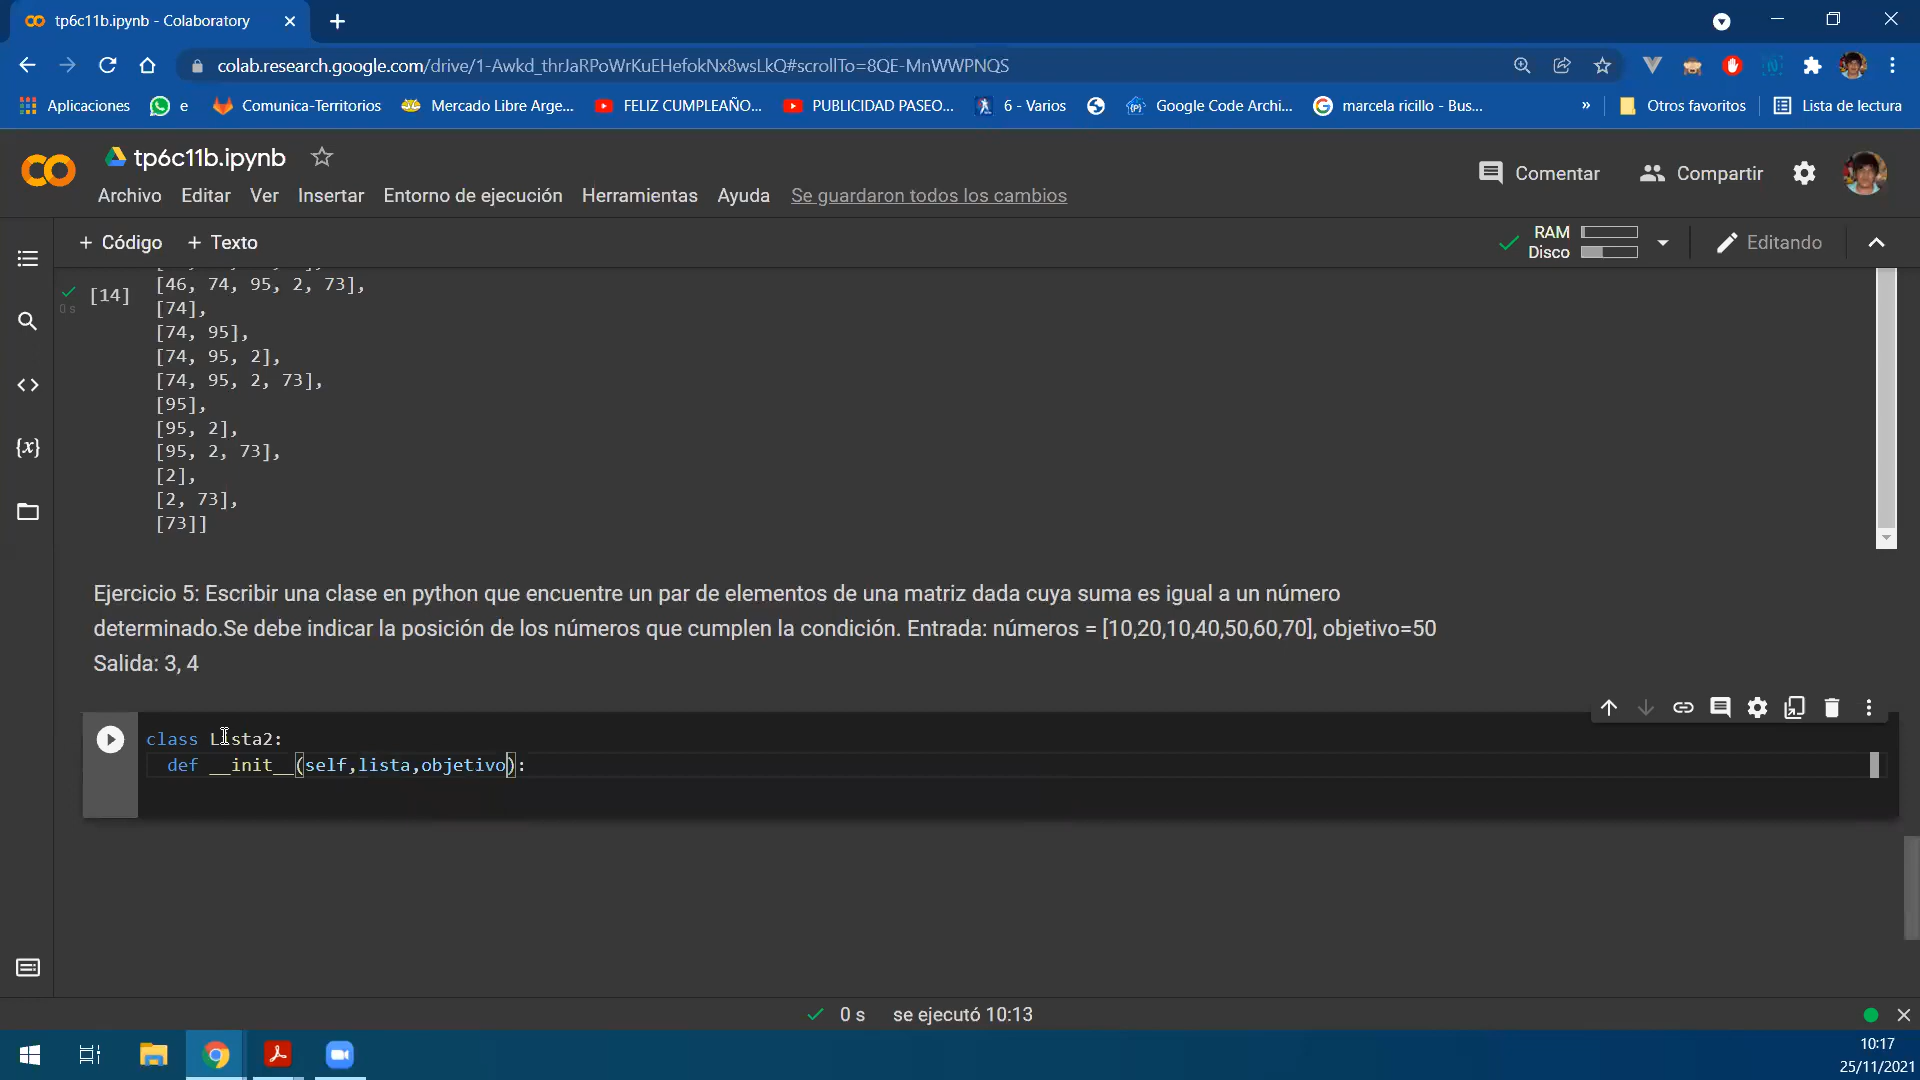 tp6c11b.ipynb - Colaboratory
colab.research.google.com/drive/1-Awkd_thrJaRPoWrKuEHefokNx8wsLkQ#scrollTo=8QE-MnWWPNQS
Aplicaciones
e
Comunica-Territorios
Mercado Libre Arge...
FELIZ CUMPLEAÑO...
PUBLICIDAD PASEO...
6 - Varios
Google Code Archi...
marcela ricillo - Bus...
»
Otros favoritos
Lista de lectura
tp6c11b.ipynb
Comentar
Compartir
Archivo Editar Ver Insertar Entorno de ejecución Herramientas Ayuda Se guardaron todos los cambios
+ Código + Texto
RAM
Disco
Editando
[14]
0 s
[46, 74, 95, 2, 73],
[74],
[74, 95],
[74, 95, 2],
[74, 95, 2, 73],
[95],
[95, 2],
[95, 2, 73],
[2],
[2, 73],
[73]]
Ejercicio 5: Escribir una clase en python que encuentre un par de elementos de una matriz dada cuya suma es igual a un número
determinado.Se debe indicar la posición de los números que cumplen la condición. Entrada: números = [10,20,10,40,50,60,70], objetivo=50
Salida: 3, 4
class Lista2:
def __init__(self,lista,objetivo):
0 s se ejecutó 10:13
10:17
25/11/2021